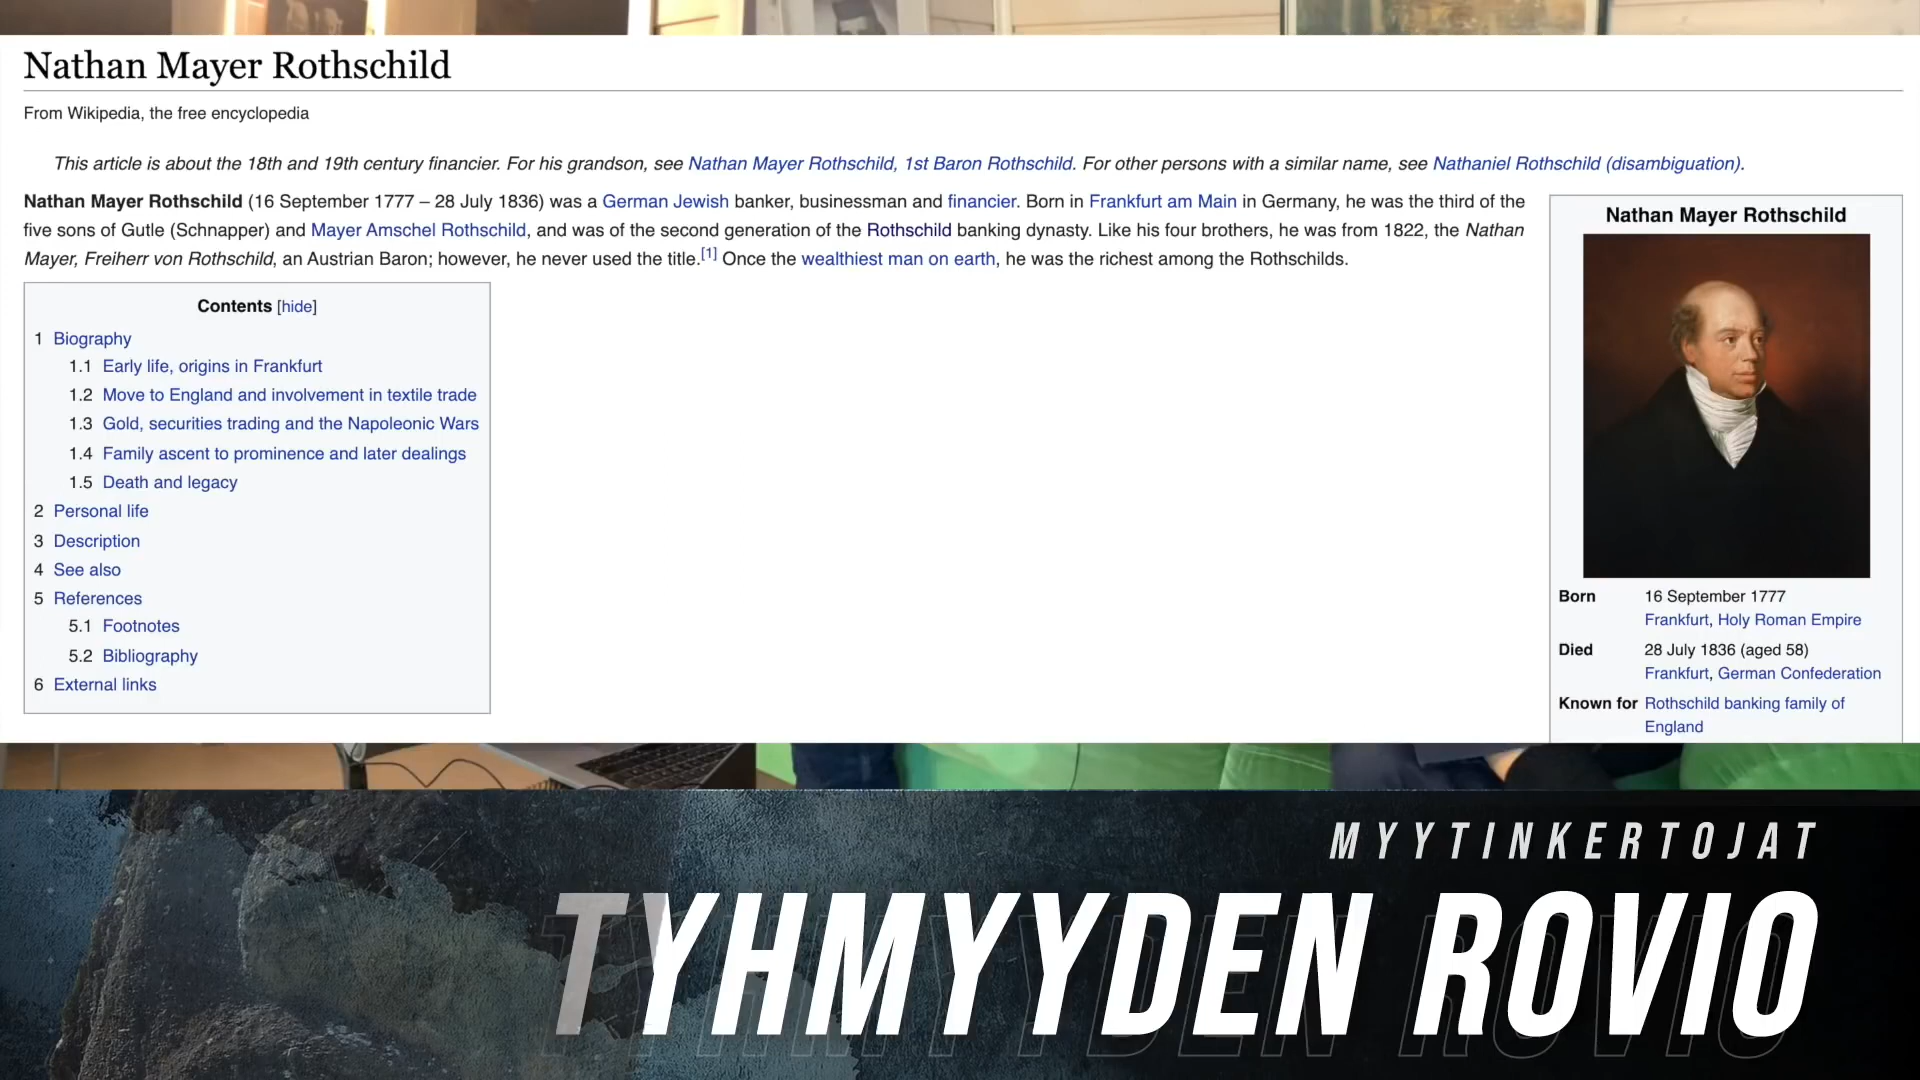 Nathan Mayer Rothschild
From Wikipedia, the free encyclopedia
This article is about the 18th and 19th century financier. For his grandson, see Nathan Mayer Rothschild, 1st Baron Rothschild. For other persons with a similar name, see Nathaniel Rothschild (disambiguation).
Nathan Mayer Rothschild (16 September 1777 – 28 July 1836) was a German Jewish banker, businessman and financier. Born in Frankfurt am Main in Germany, he was the third of the
five sons of Gutle (Schnapper) and Mayer Amschel Rothschild, and was of the second generation of the Rothschild banking dynasty. Like his four brothers, he was from 1822, the Nathan
Mayer, Freiherr von Rothschild, an Austrian Baron; however, he never used the title.[1] Once the wealthiest man on earth, he was the richest among the Rothschilds.
Contents [hide]
1 Biography
1.1 Early life, origins in Frankfurt
1.2 Move to England and involvement in textile trade
1.3 Gold, securities trading and the Napoleonic Wars
1.4 Family ascent to prominence and later dealings
1.5 Death and legacy
2 Personal life
3 Description
4 See also
5 References
5.1 Footnotes
5.2 Bibliography
6 External links
Nathan Mayer Rothschild
Born 16 September 1777
Frankfurt, Holy Roman Empire
Died 28 July 1836 (aged 58)
Frankfurt, German Confederation
Known for Rothschild banking family of
England
MYYTINKERTOJAT
TYHMYYDEN ROVIO